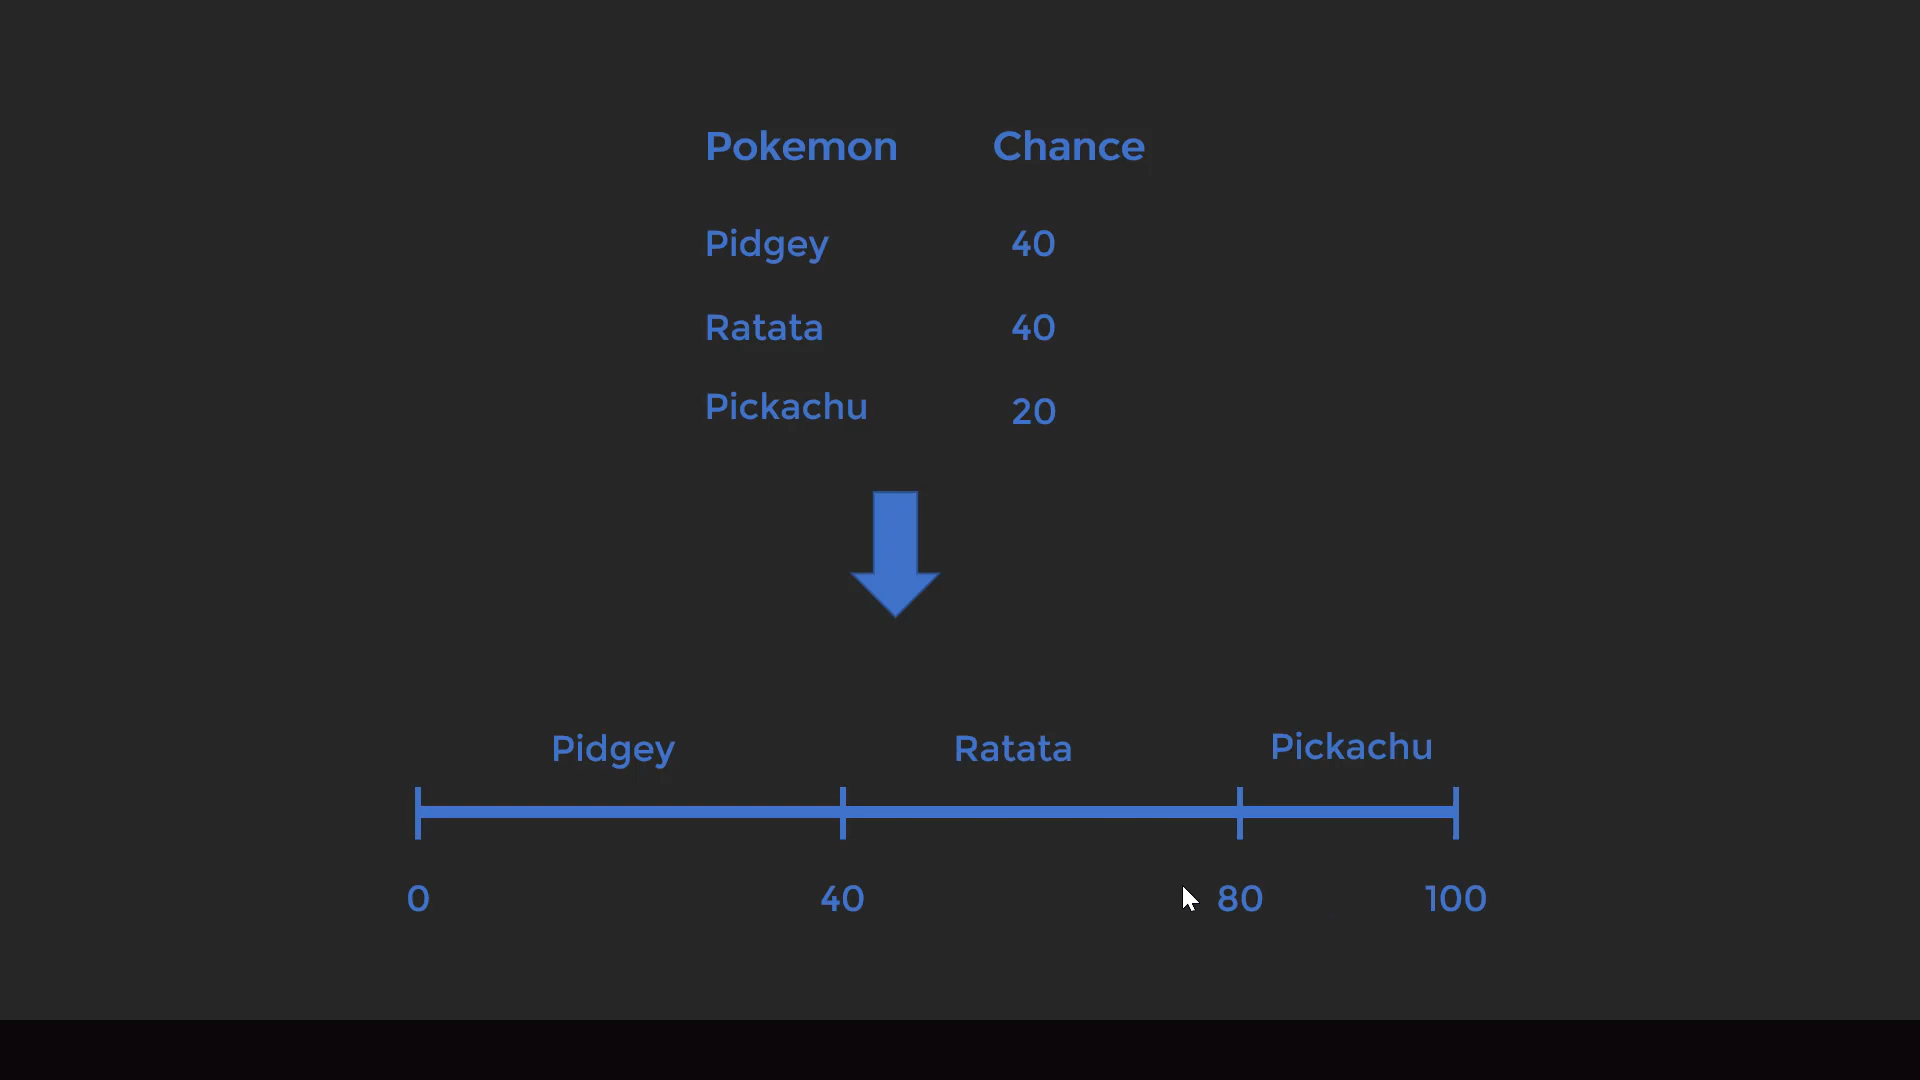 Pokemon Chance
Pidgey 40
Ratata 40
Pickachu 20
Pidgey Ratata Pickachu
0 40 80 100